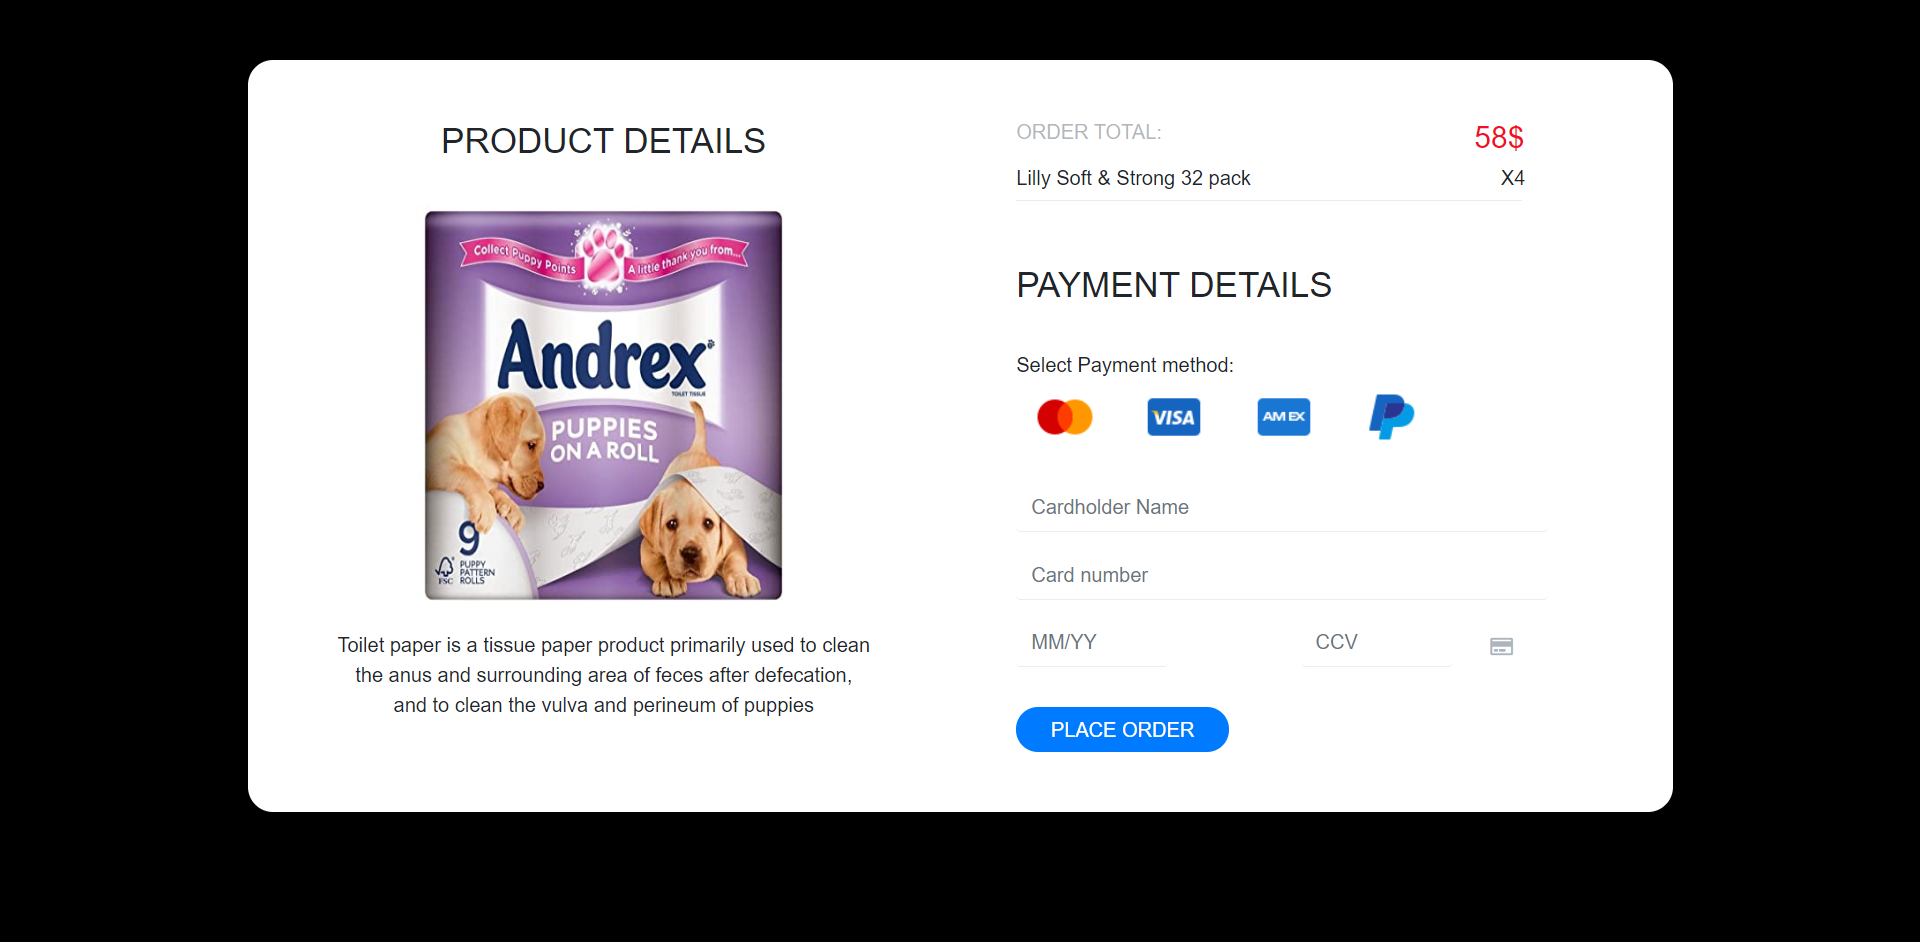 PRODUCT DETAILS
Collect Puppy Points
A little thank you from...
Andrex
TOILET TISSUE
PUPPIES
ON A ROLL
9
PUPPY
PATTERN
ROLLS
FSC
Toilet paper is a tissue paper product primarily used to clean
the anus and surrounding area of feces after defecation,
and to clean the vulva and perineum of puppies
ORDER TOTAL: 58$
Lilly Soft & Strong 32 pack X4
PAYMENT DETAILS
Select Payment method:
VISA
AM EX
Cardholder Name
Card number
MM/YY CCV
PLACE ORDER